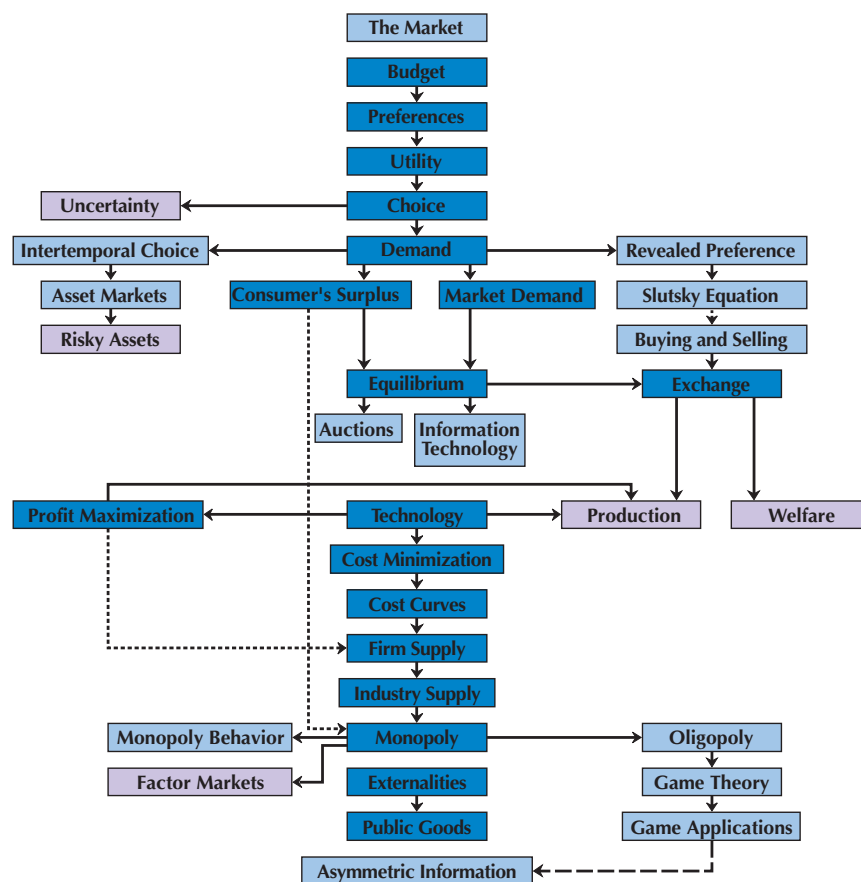 The Market
Budget
Preferences
Utility
Uncertainty
Choice
Intertemporal Choice
Demand
Revealed Preference
Asset Markets
Consumer's Surplus
Market Demand
Slutsky Equation
Risky Assets
Buying and Selling
Equilibrium
Exchange
Auctions
Information
Technology
Profit Maximization
Technology
Production
Welfare
Cost Minimization
Cost Curves
Firm Supply
Industry Supply
Monopoly Behavior
Monopoly
Oligopoly
Factor Markets
Externalities
Game Theory
Public Goods
Game Applications
Asymmetric Information